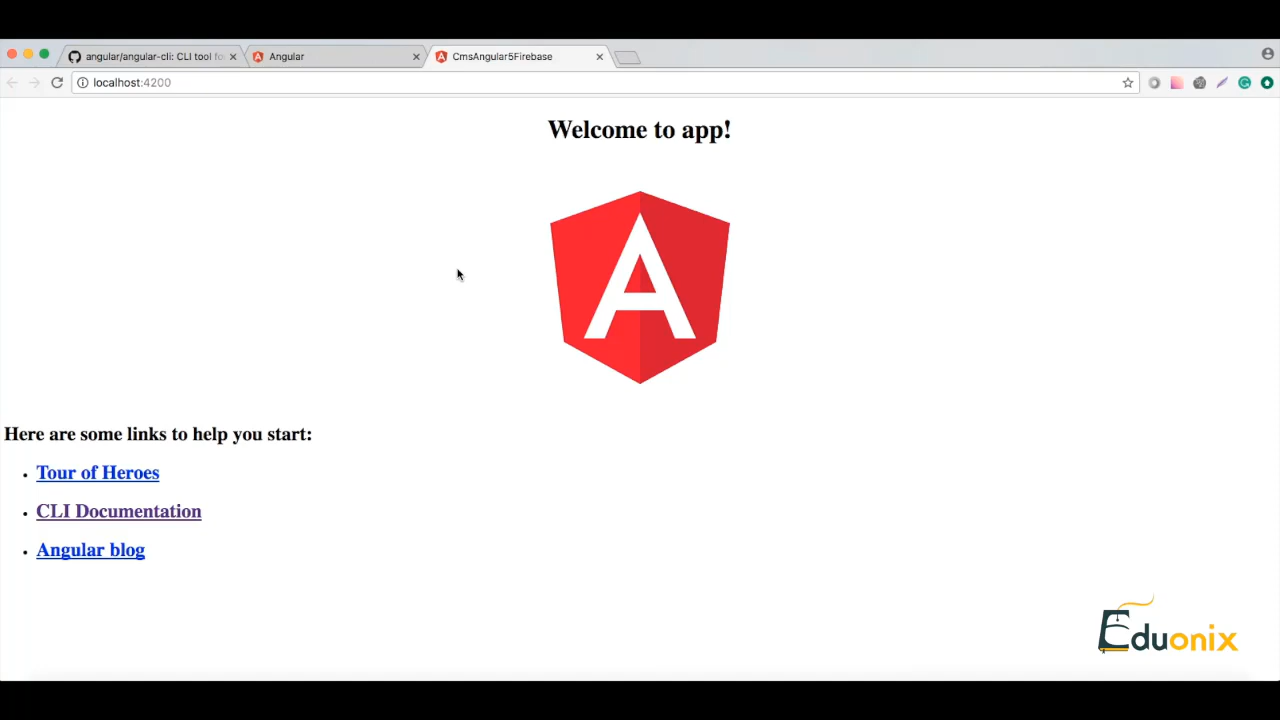 angular/angular-cli: CLI tool fo
Angular
CmsAngular5Firebase
localhost:4200
Welcome to app!
A
Here are some links to help you start:
Tour of Heroes
CLI Documentation
Angular blog
Eduonix